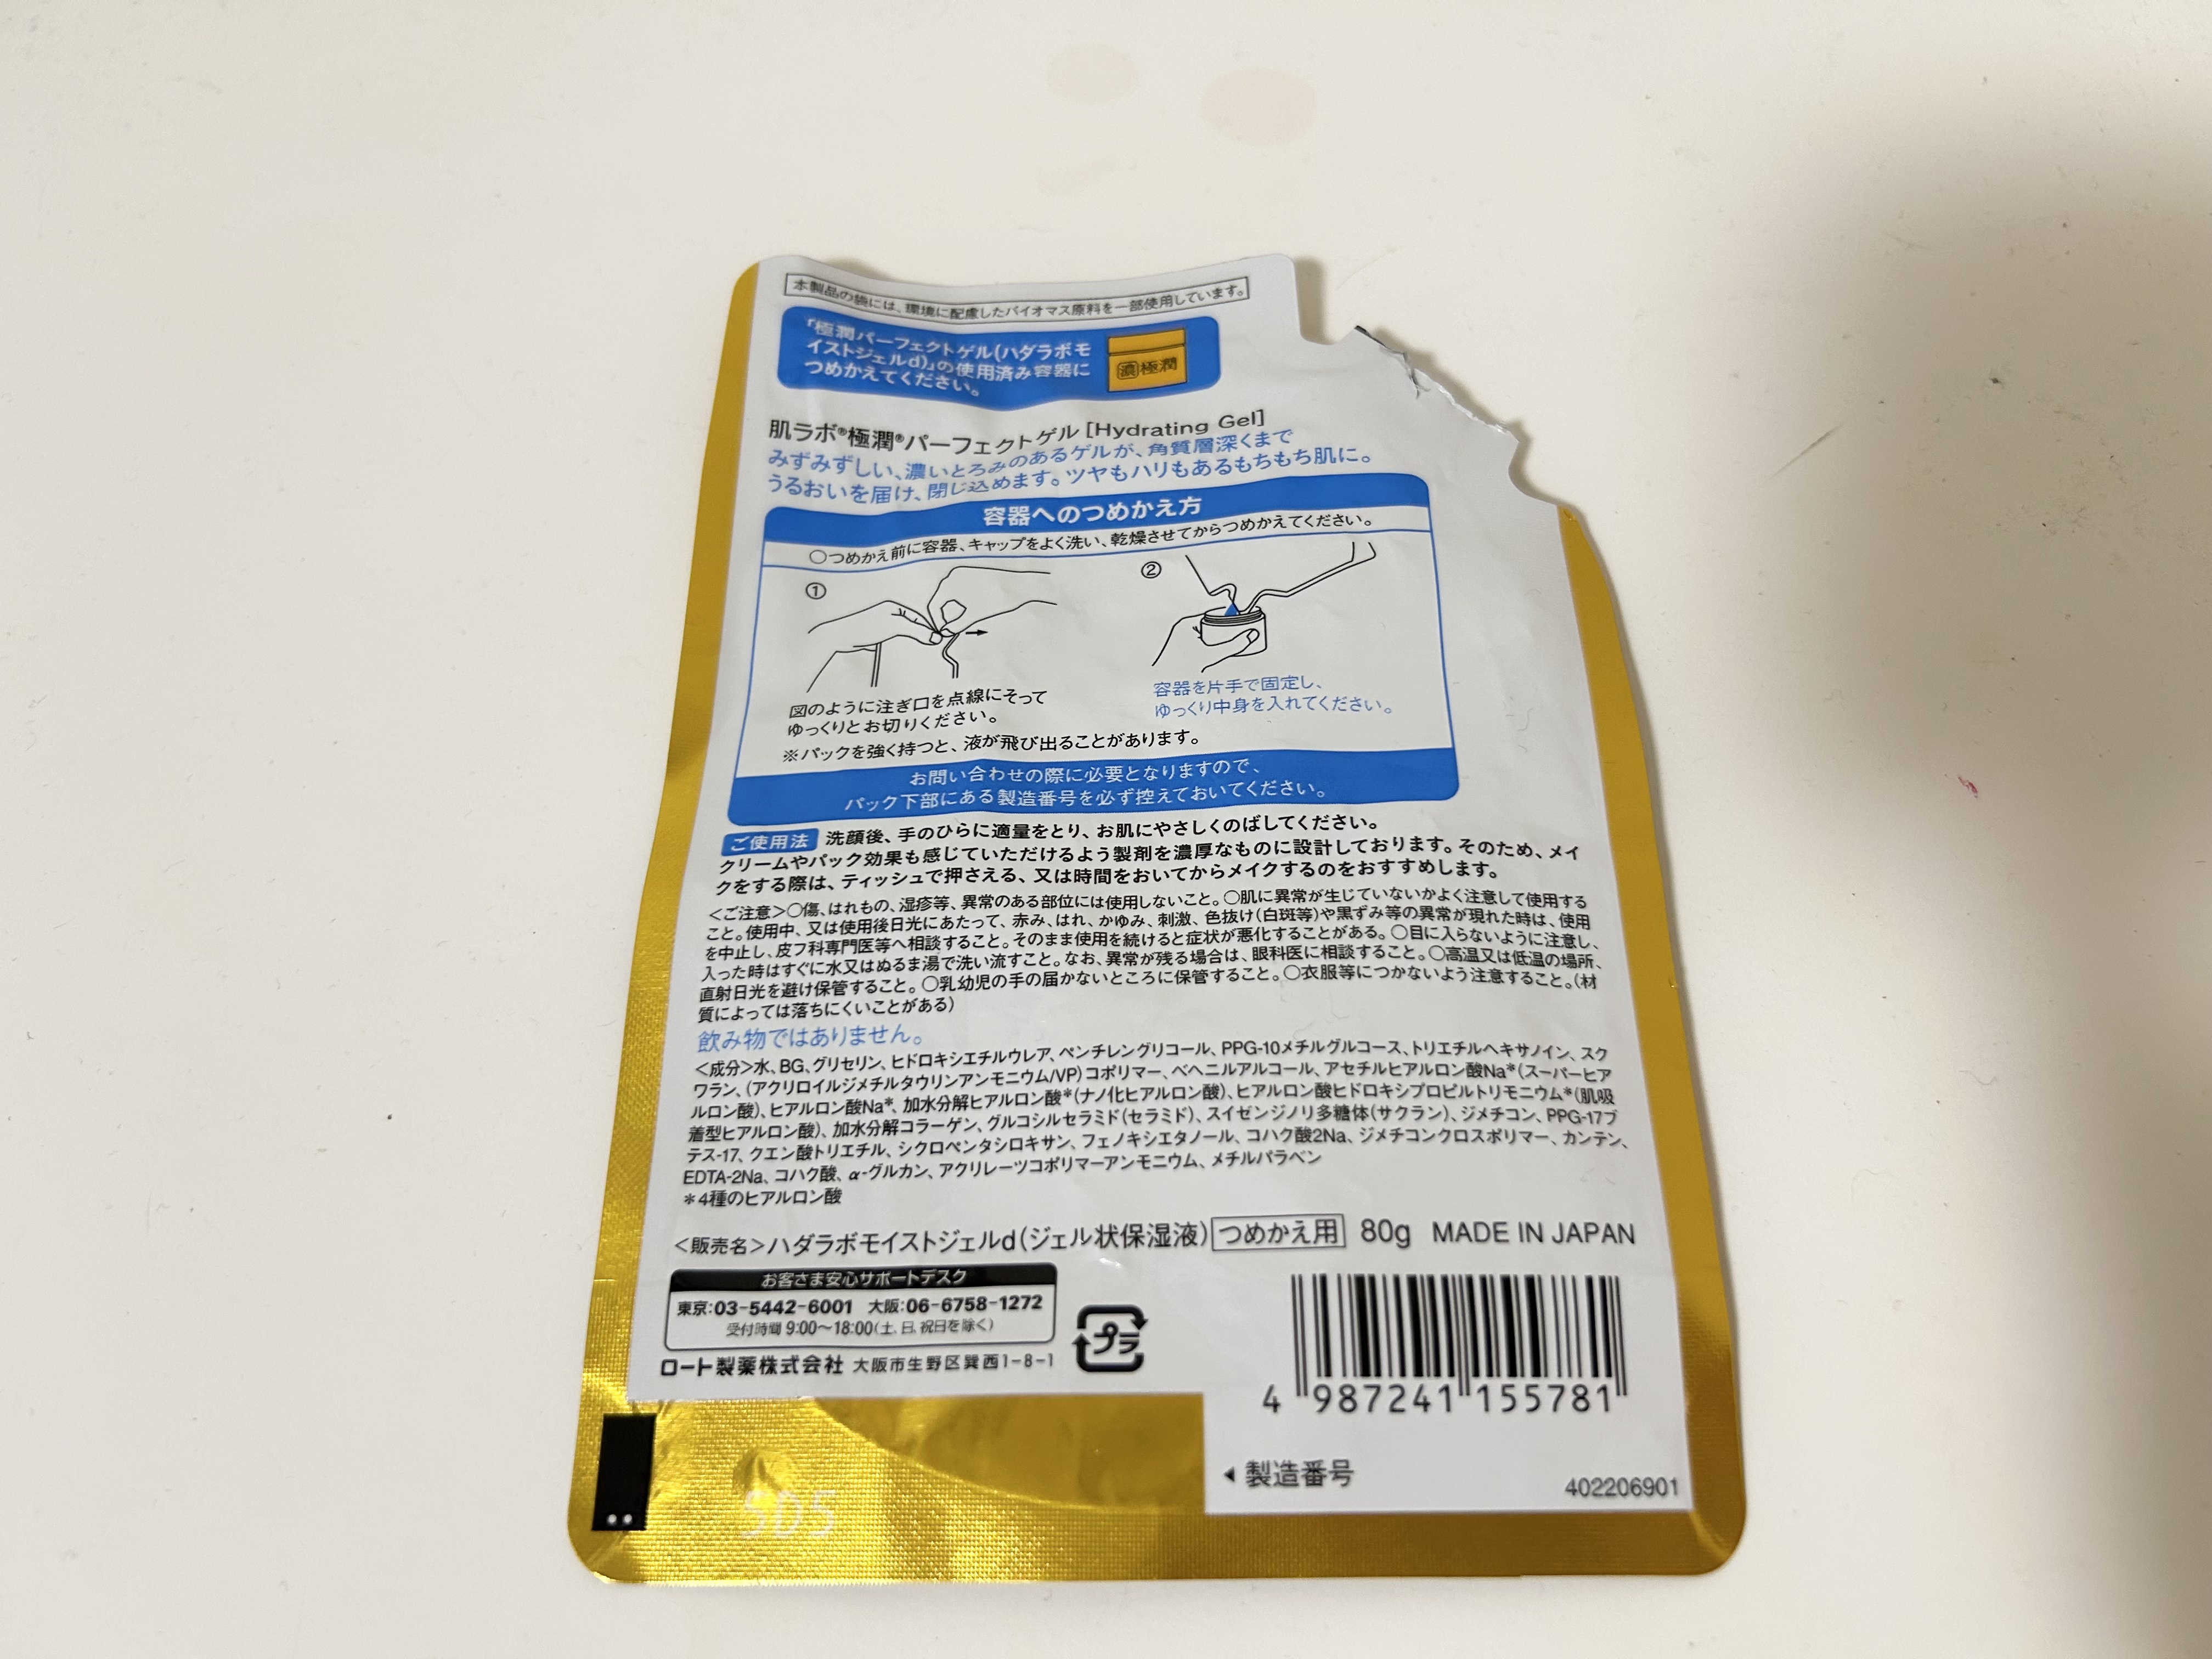 本製品の袋には、環境に配慮したバイオマス原料を一部使用しています。
「極潤パーフェクトゲル(ハダラボモ
イストジェルd)」の使用済み容器に
つめかえてください。
濃極潤
肌ラボ®極潤®パーフェクトゲル [Hydrating Gel]
みずみずしい、濃いとろみのあるゲルが、角質層深くまで
うるおいを届け、閉じ込めます。ツヤもハリもあるもちもち肌に。
容器へのつめかえ方
○つめかえ前に容器、キャップをよく洗い、乾燥させてからつめかえてください。
①
②
図のように注ぎ口を点線にそって
ゆっくりとお切りください。
容器を片手で固定し、
ゆっくり中身を入れてください。
※パックを強く持つと、液が飛び出ることがあります。
お問い合わせの際に必要となりますので、
パック下部にある製造番号を必ず控えておいてください。
ご使用法 洗顔後、手のひらに適量をとり、お肌にやさしくのばしてください。
クリームやパック効果も感じていただけるよう製剤を濃厚なものに設計しております。そのため、メイ
クをする際は、ティッシュで押さえる、又は時間をおいてからメイクするのをおすすめします。
<ご注意>○傷、はれもの、湿疹等、異常のある部位には使用しないこと。○肌に異常が生じていないかよく注意して使用する
こと。使用中、又は使用後日光にあたって、赤み、はれ、かゆみ、刺激、色抜け(白斑等)や黒ずみ等の異常が現れた時は、使用
を中止し、皮フ科専門医等へ相談すること。そのまま使用を続けると症状が悪化することがある。○目に入らないように注意し、
入った時はすぐに水又はぬるま湯で洗い流すこと。なお、異常が残る場合は、眼科医に相談すること。○高温又は低温の場所、
直射日光を避け保管すること。○乳幼児の手の届かないところに保管すること。○衣服等につかないよう注意すること。(材
質によっては落ちにくいことがある)
飲み物ではありません。
<成分>水、BG、グリセリン、ヒドロキシエチルウレア、ペンチレングリコール、PPG-10メチルグルコース、トリエチルヘキサノイン、スク
ワラン、(アクリロイルジメチルタウリンアンモニウム/VP)コポリマー、ベヘニルアルコール、アセチルヒアルロン酸Na*(スーパーヒア
ルロン酸)、ヒアルロン酸Na*、加水分解ヒアルロン酸*(ナノ化ヒアルロン酸)、ヒアルロン酸ヒドロキシプロピルトリモニウム*(肌吸
着型ヒアルロン酸)、加水分解コラーゲン、グルコシルセラミド(セラミド)、スイゼンジノリ多糖体(サクラン)、ジメチコン、PPG-17ブ
テス-17、クエン酸トリエチル、シクロペンタシロキサン、フェノキシエタノール、コハク酸2Na、ジメチコンクロスポリマー、カンテン、
EDTA-2Na、コハク酸、α-グルカン、アクリレーツコポリマーアンモニウム、メチルパラベン
*4種のヒアルロン酸
<販売名>ハダラボモイストジェルd(ジェル状保湿液) つめかえ用 80g MADE IN JAPAN
お客さま安心サポートデスク
東京:03-5442-6001 大阪:06-6758-1272
受付時間 9:00〜18:00(土、日、祝日を除く)
ロート製薬株式会社 大阪市生野区巽西1-8-1
プラ
4 987241 155781
◀ 製造番号
402206901
5D5